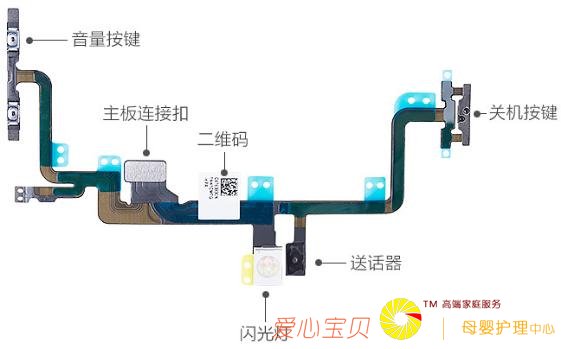 音量按键
主板连接扣
二维码
关机按键
送话器
闪光灯
爱心宝贝
TM 高端家庭服务
母婴护理中心